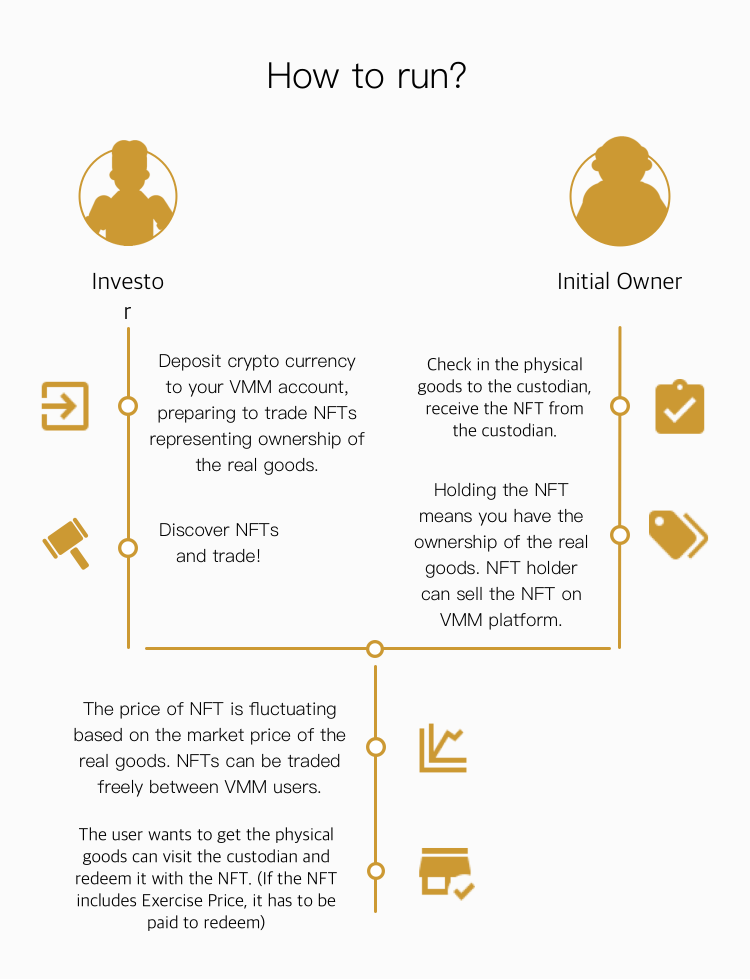 How to run?
Investo
r
Initial Owner
Deposit crypto currency
to your VMM account,
preparing to trade NFTs
representing ownership of
the real goods.
Discover NFTs
and trade!
Check in the physical
goods to the custodian,
receive the NFT from
the custodian.
Holding the NFT
means you have the
ownership of the real
goods. NFT holder
can sell the NFT on
VMM platform.
The price of NFT is fluctuating
based on the market price of the
real goods. NFTs can be traded
freely between VMM users.
The user wants to get the physical
goods can visit the custodian and
redeem it with the NFT. (If the NFT
includes Exercise Price, it has to be
paid to redeem)